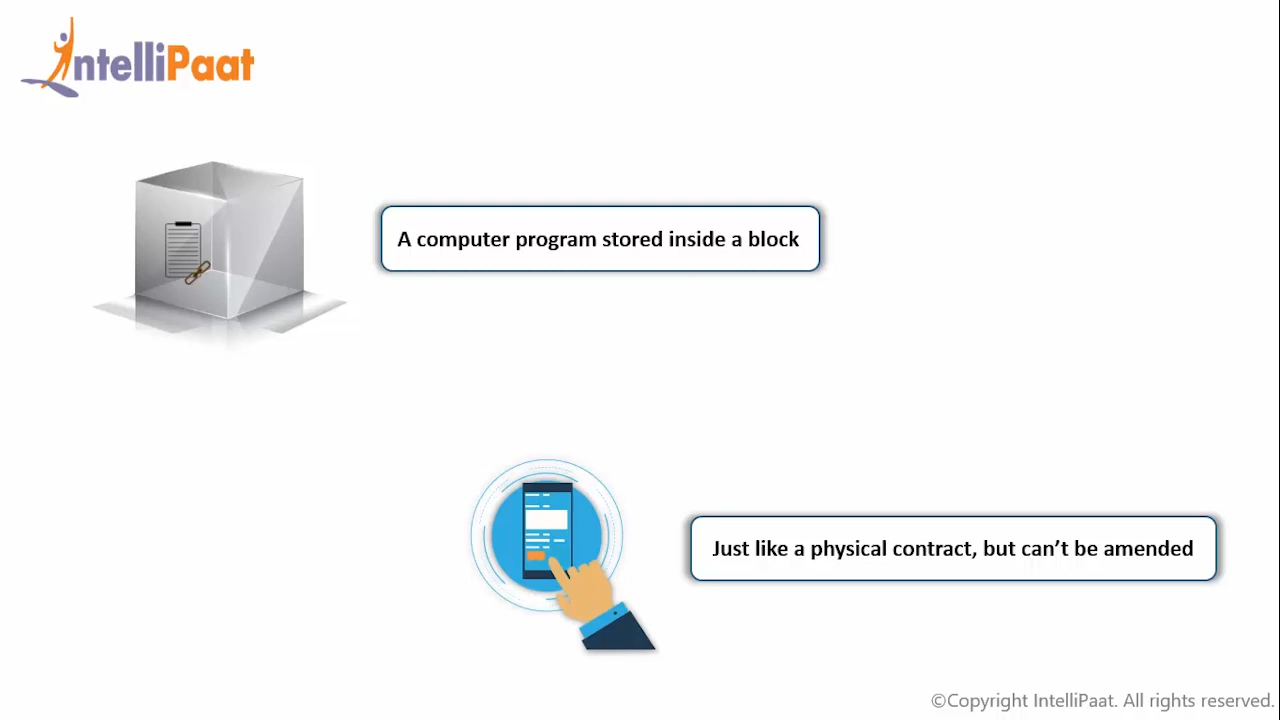 IntelliPaat
A computer program stored inside a block
Just like a physical contract, but can’t be amended
©Copyright IntelliPaat. All rights reserved.